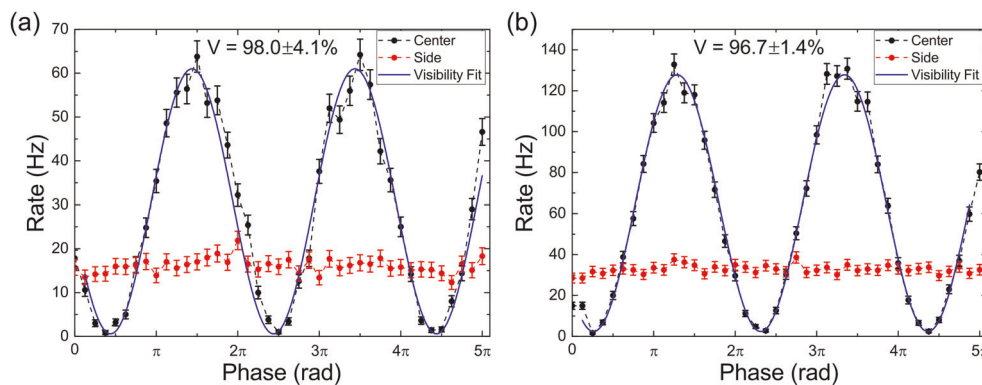 (a)
V = 98.0±4.1%
Center
Side
Visibility Fit
Rate (Hz)
70
60
50
40
30
20
10
0
0 π 2π 3π 4π 5π
Phase (rad)
(b)
V = 96.7±1.4%
Center
Side
Visibility Fit
Rate (Hz)
140
120
100
80
60
40
20
0
0 π 2π 3π 4π 5π
Phase (rad)